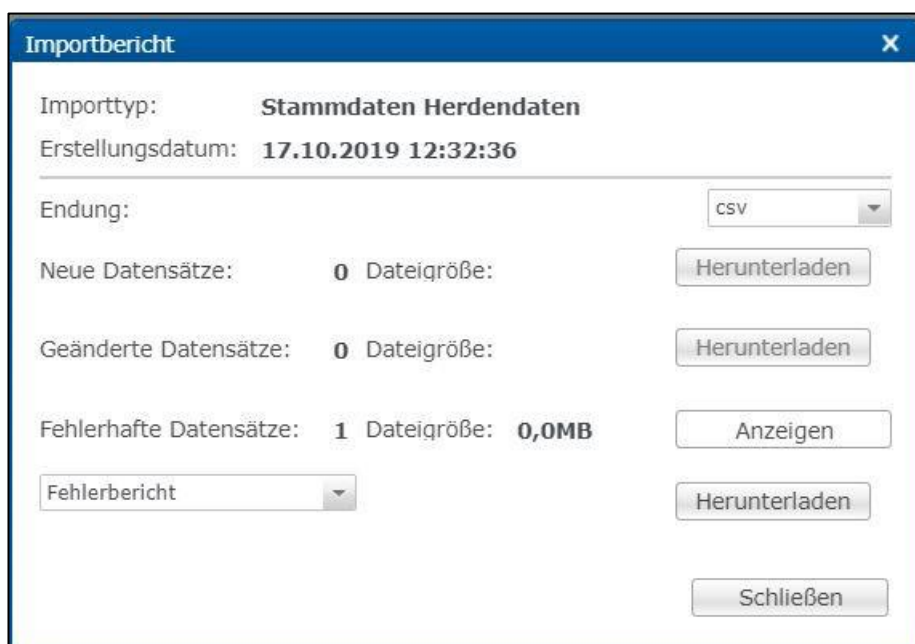 Importbericht
Importtyp: Stammdaten Herdendaten
Erstellungsdatum: 17.10.2019 12:32:36
Endung: csv
Neue Datensätze: 0 Dateigröße: Herunterladen
Geänderte Datensätze: 0 Dateigröße: Herunterladen
Fehlerhafte Datensätze: 1 Dateigröße: 0,0MB Anzeigen
Fehlerbericht Herunterladen
Schließen